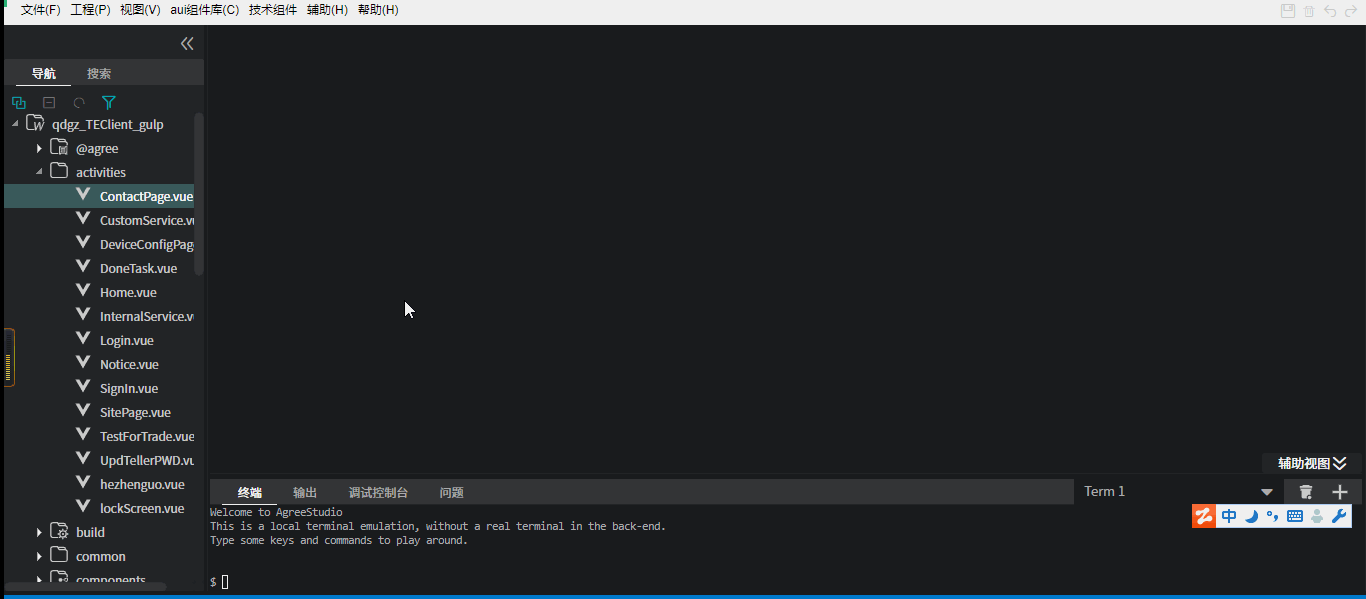 文件(F) 工程(P) 视图(V) aui组件库(C) 技术组件 辅助(H) 帮助(H)
导航 搜索
qdgz_TEClient_gulp
@agree
activities
ContactPage.vue
CustomService.vu
DeviceConfigPag
DoneTask.vue
Home.vue
InternalService.v
Login.vue
Notice.vue
SignIn.vue
SitePage.vue
TestForTrade.vue
UpdTellerPWD.vu
hezhenguo.vue
lockScreen.vue
build
common
components
辅助视图
终端 输出 调试控制台 问题 Term 1
Welcome to AgreeStudio
This is a local terminal emulation, without a real terminal in the back-end.
Type some keys and commands to play around.
中
$